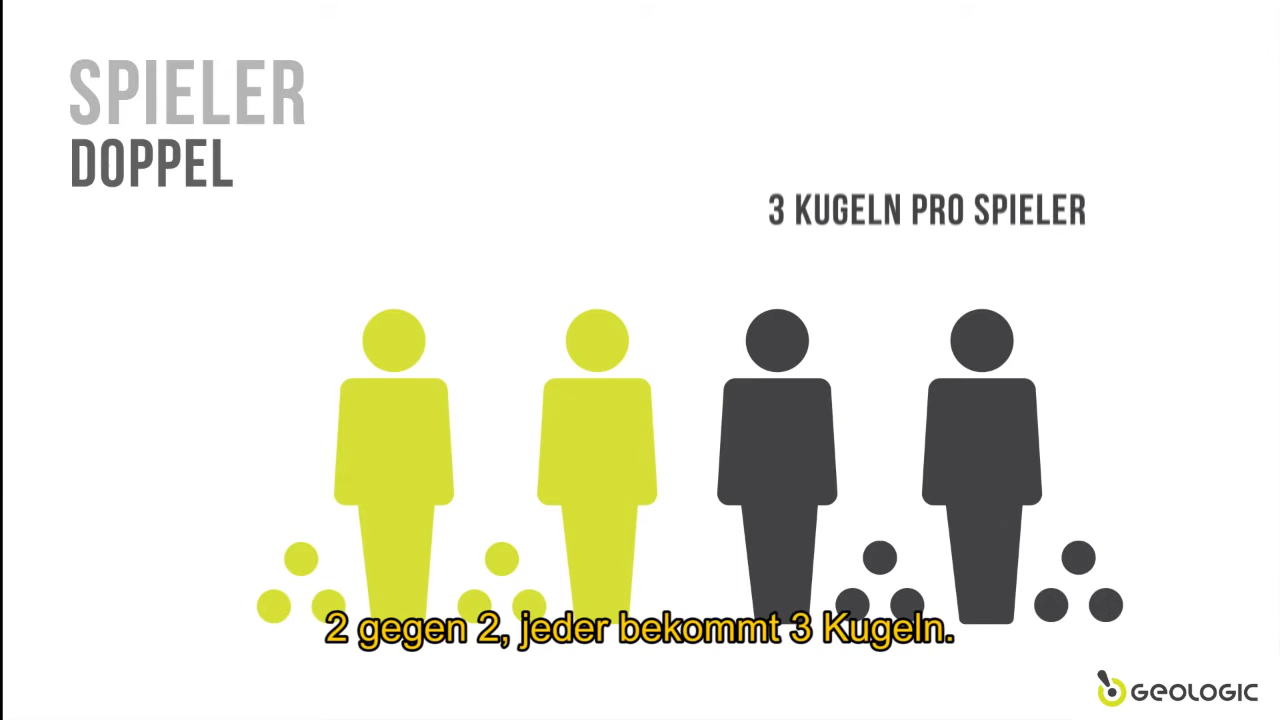 SPIELER
DOPPEL
3 KUGELN PRO SPIELER
2 gegen 2, jeder bekommt 3 Kugeln.
GEOLOGIC